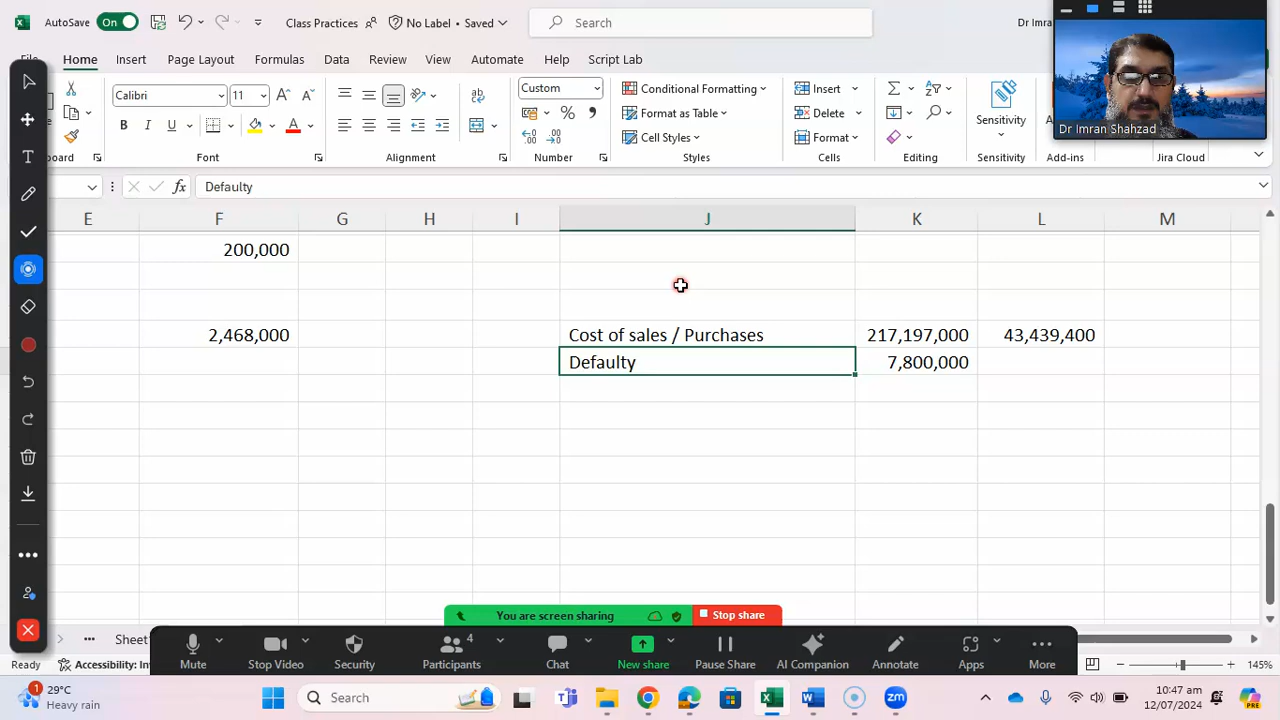 AutoSave On Class Practices No Label • Saved Search Dr Imran
Home Insert Page Layout Formulas Data Review View Automate Help Script Lab
Calibri 11 Custom Conditional Formatting Insert
B I U A Format as Table Delete Sensitivity
Cell Styles Format
Dr Imran Shahzad
Font Alignment Number Styles Cells Editing Sensitivity Add-ins Jira Cloud
fx Defaulty
E F G H I J K L M
200,000
2,468,000 Cost of sales / Purchases 217,197,000 43,439,400
Defaulty 7,800,000
You are screen sharing Stop share
Sheet
4
Mute Stop Video Security Participants Chat New share Pause Share AI Companion Annotate Apps More
Ready Accessibility: 145%
1 29°C
Heavy rain
Search
10:47 am
12/07/2024